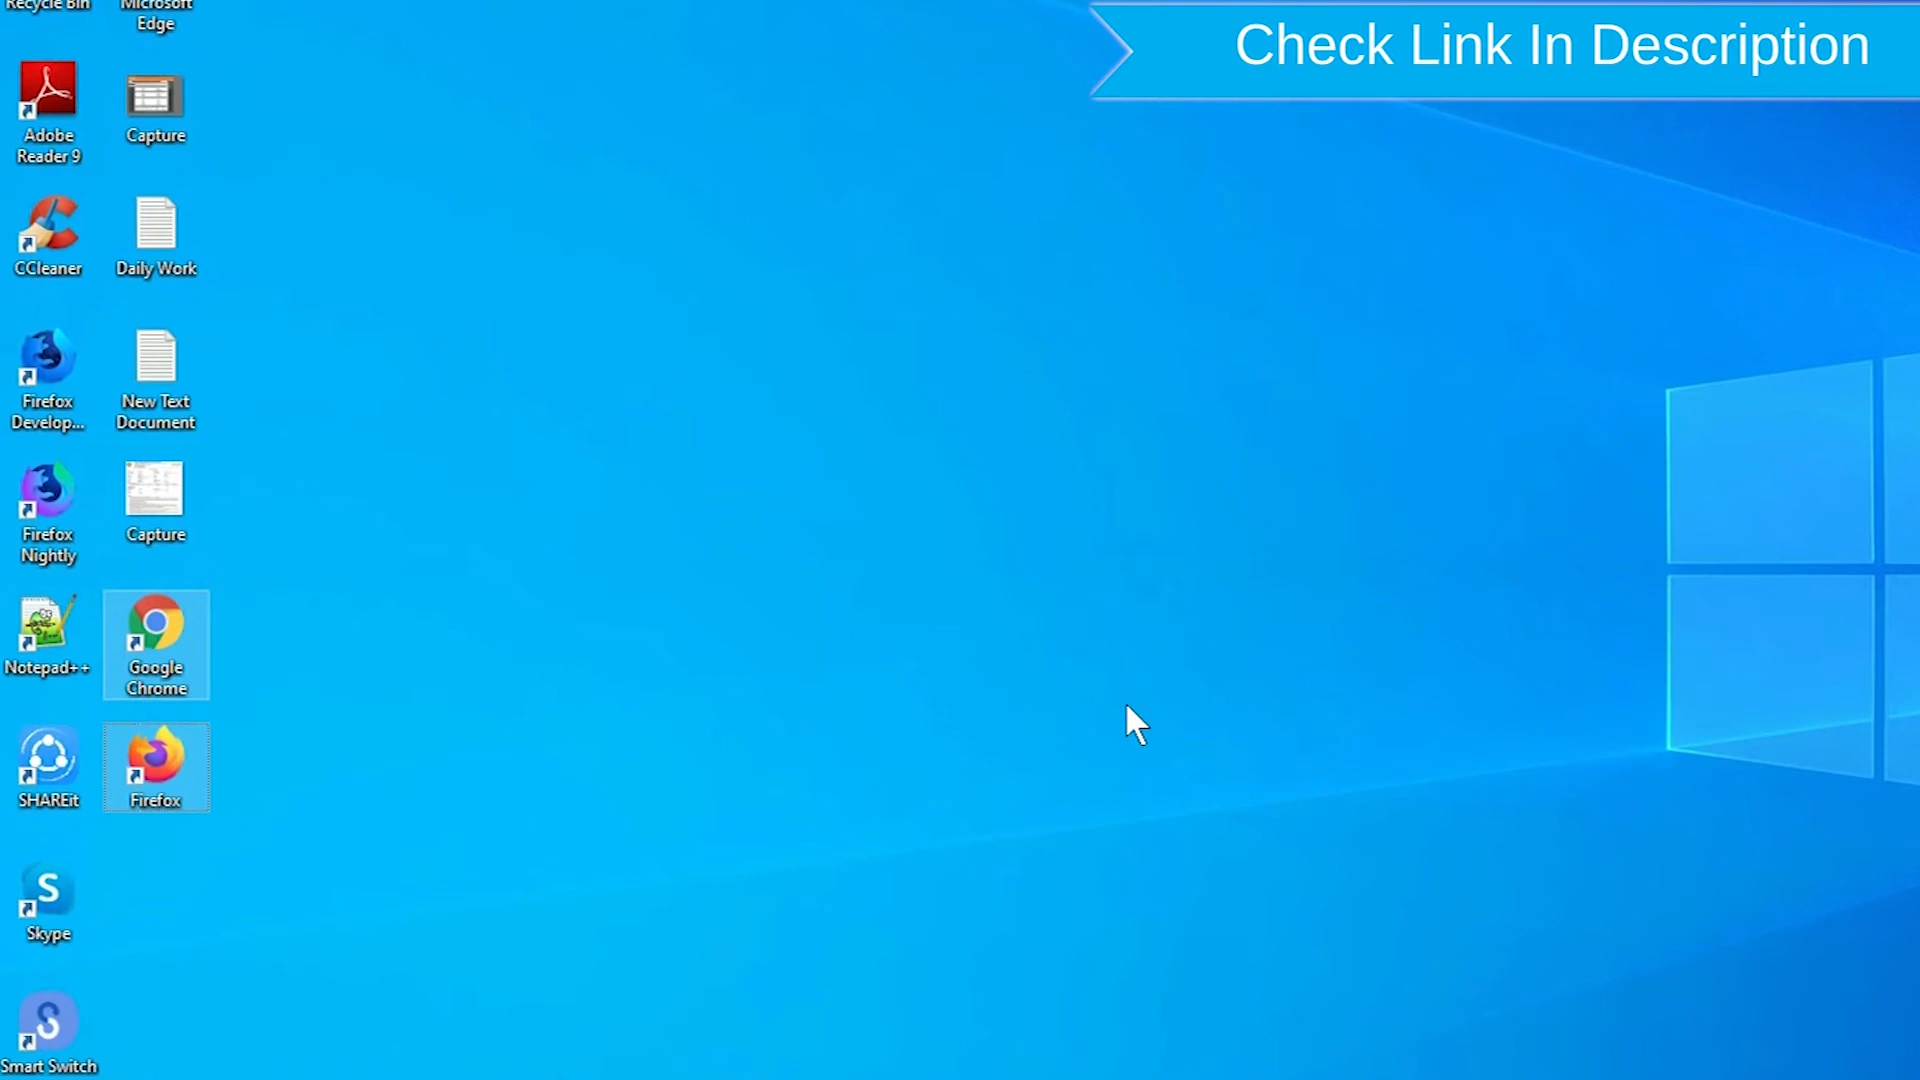 Recycle Bin
Microsoft
Edge
Check Link In Description
Adobe
Reader 9
Capture
CCleaner
Daily Work
Firefox
Develop...
New Text
Document
Firefox
Nightly
Capture
Notepad++
Google
Chrome
SHAREit
Firefox
S
Skype
Smart Switch